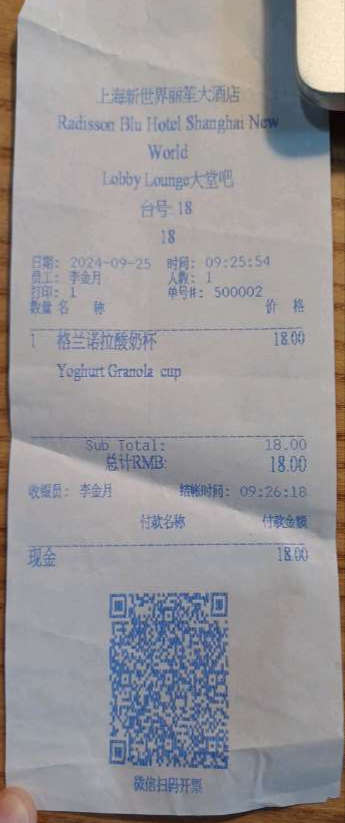 上海新世界丽笙大酒店
Radisson Blu Hotel Shanghai New
World
Lobby Lounge大堂吧
台号: 18
18
日期: 2024-09-25 时间: 09:25:54
员工: 李金月 人数: 1
打印: 1 单号#: 500002
数量 名 称 价 格
1 格兰诺拉酸奶杯 18.00
Yoghurt Granola cup
Sub Total: 18.00
总计RMB: 18.00
收银员: 李金月 结帐时间: 09:26:18
付款名称 付款金额
现金 18.00
微信扫码开票